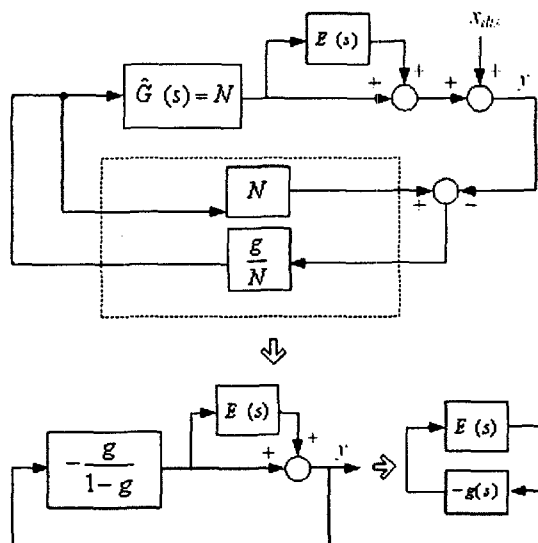 E (s)
x_dis
+ + + +
Ĝ (s) = N
y
N
+ −
g/N
E (s)
+ +
y
E (s)
− g/(1 − g)
−g(s)